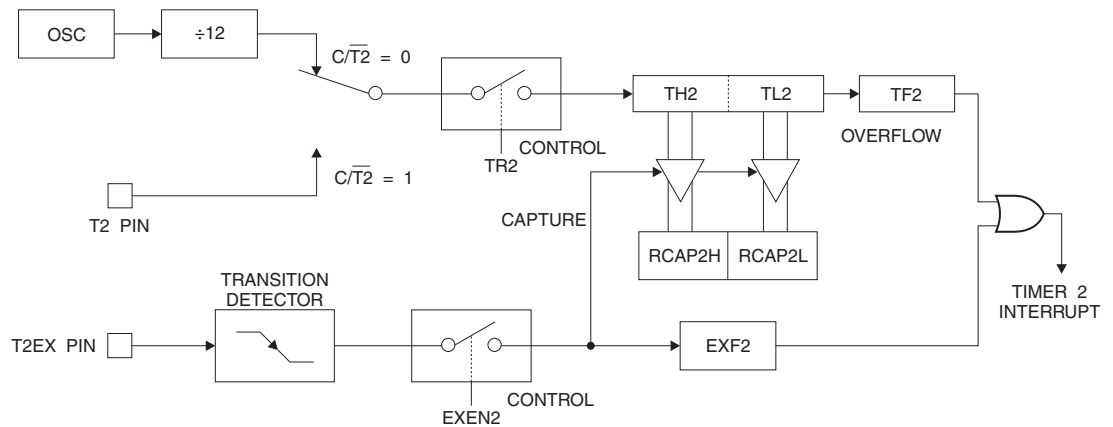 OSC
÷12
C/T2̅ = 0
TH2
TL2
TF2
OVERFLOW
CONTROL
TR2
C/T2̅ = 1
T2 PIN
CAPTURE
RCAP2H
RCAP2L
TRANSITION
DETECTOR
TIMER 2
INTERRUPT
T2EX PIN
EXF2
CONTROL
EXEN2